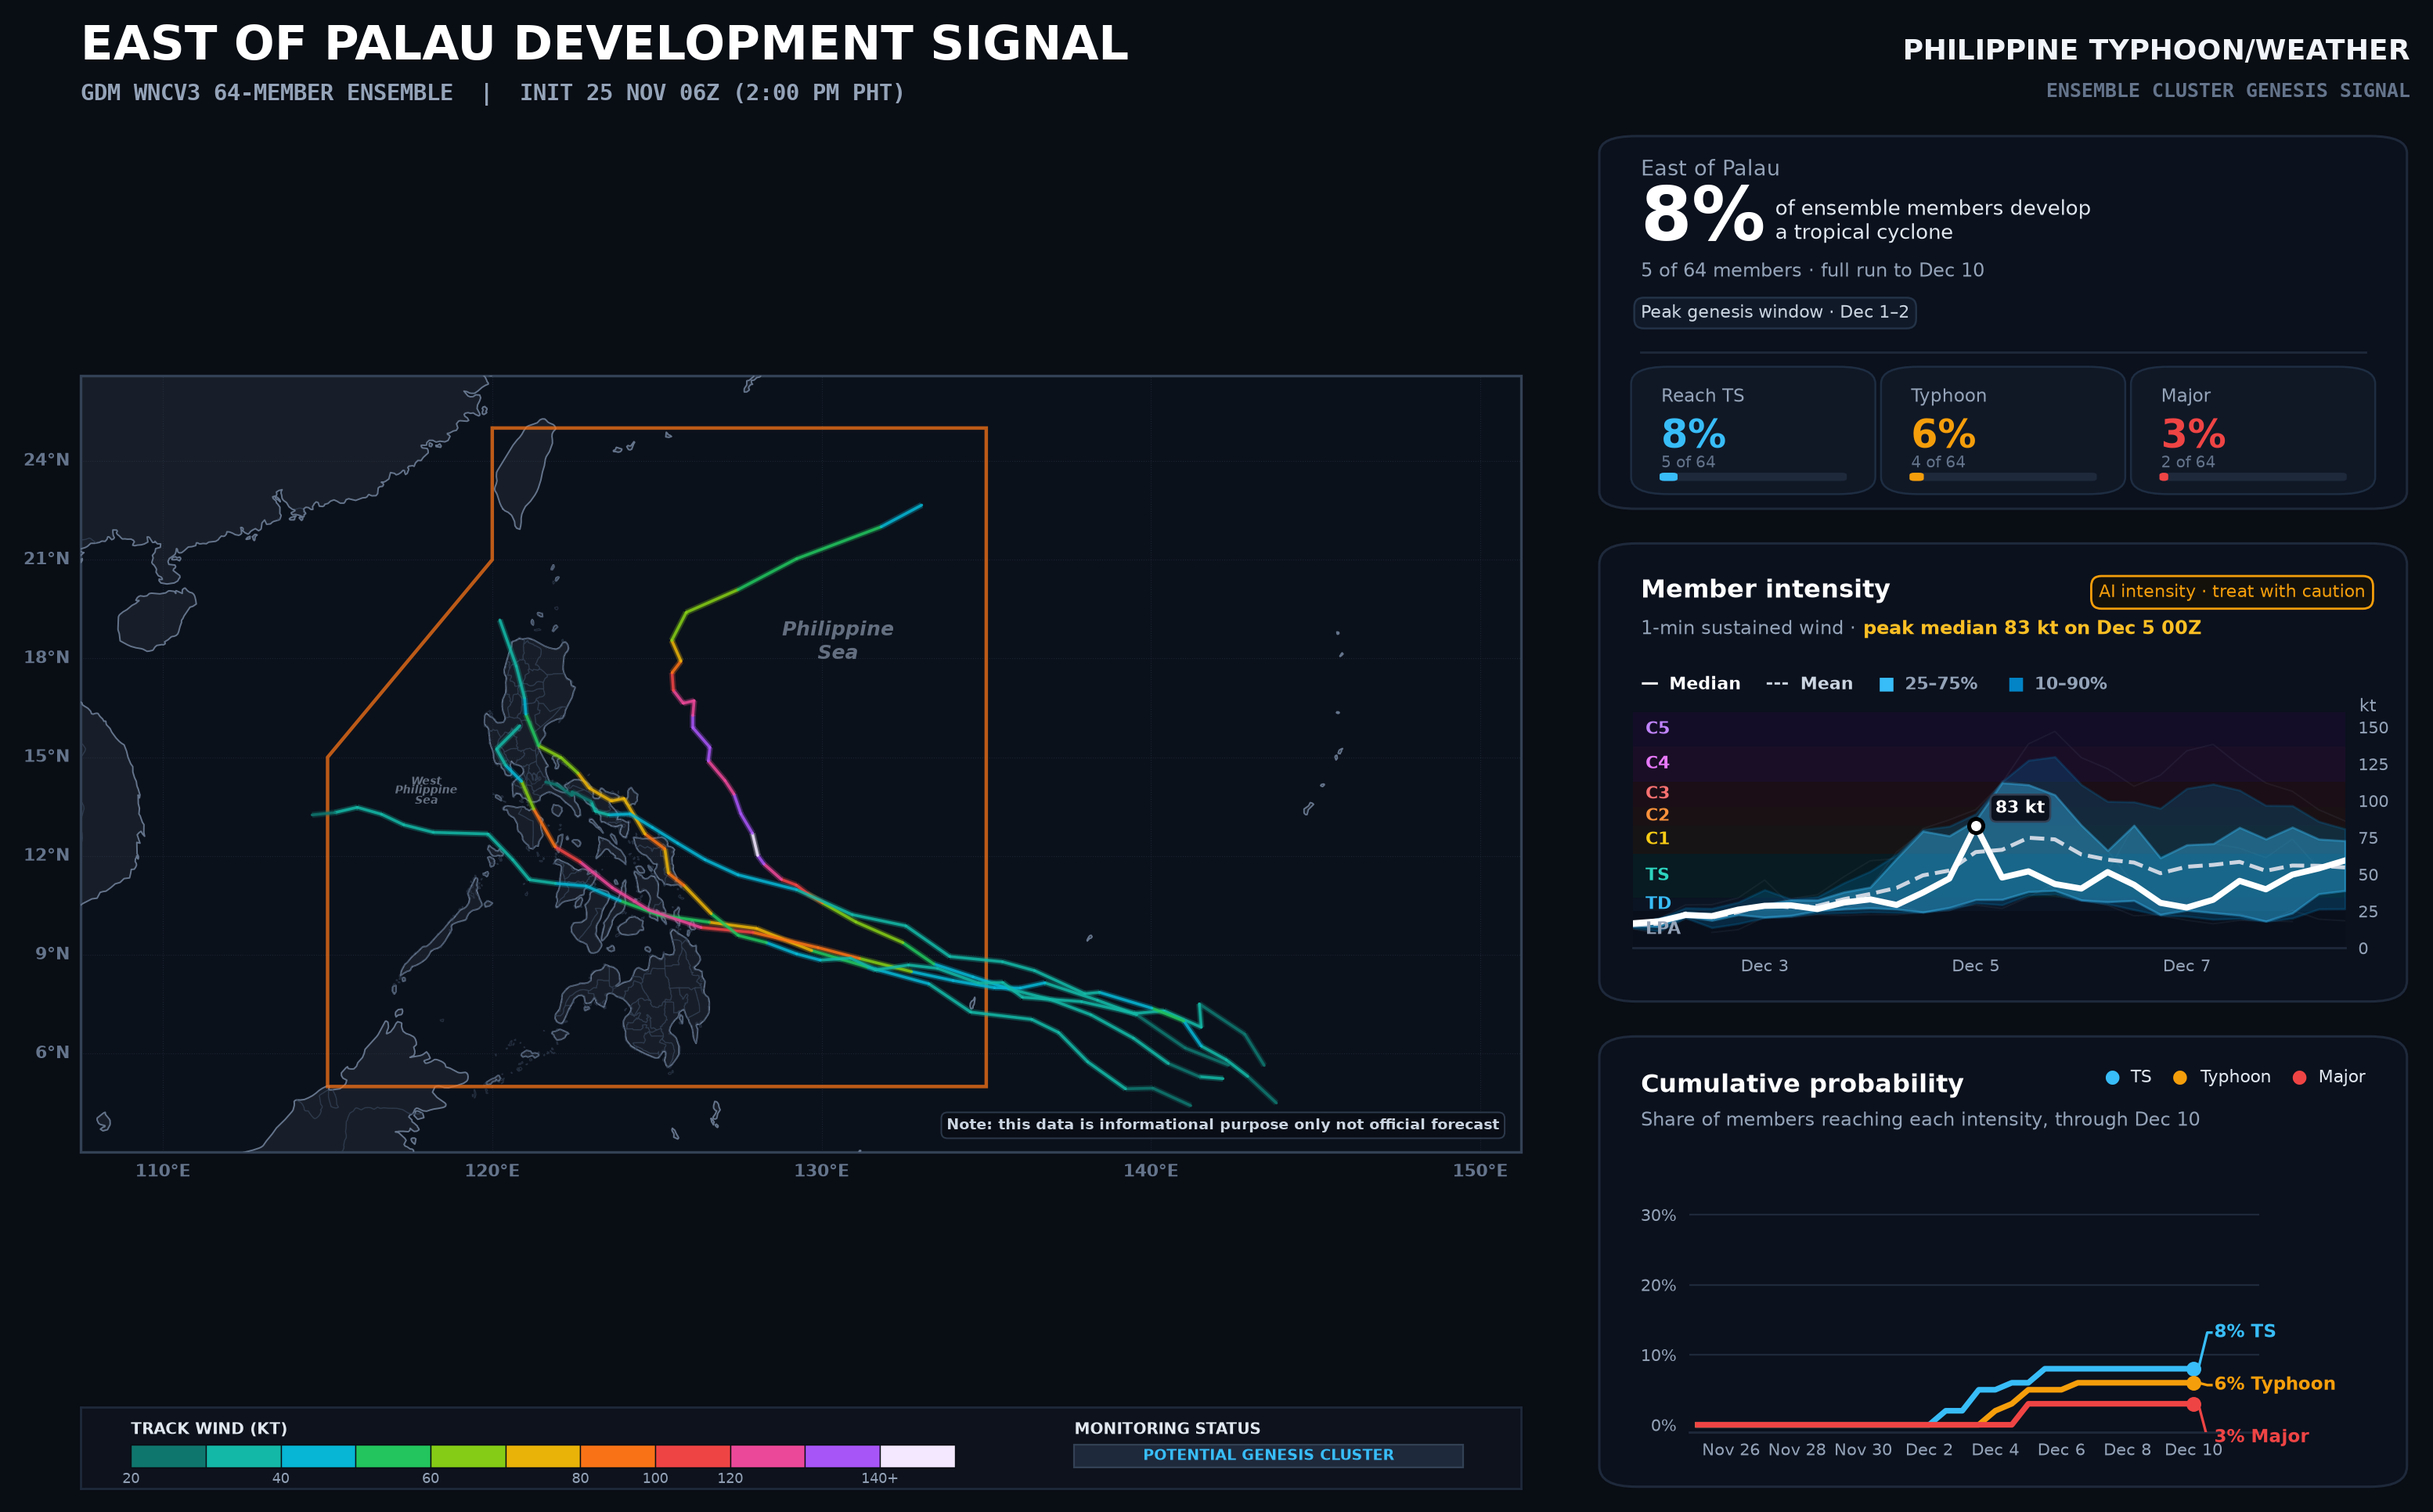 EAST OF PALAU DEVELOPMENT SIGNAL
GDM WNCV3 64-MEMBER ENSEMBLE | INIT 25 NOV 06Z (2:00 PM PHT)
PHILIPPINE TYPHOON/WEATHER
ENSEMBLE CLUSTER GENESIS SIGNAL
24°N
21°N
18°N
15°N
12°N
9°N
6°N
Philippine
Sea
West
Philippine
Sea
Note: this data is informational purpose only not official forecast
110°E
120°E
130°E
140°E
150°E
TRACK WIND (KT)
20
40
60
80
100
120
140+
MONITORING STATUS
POTENTIAL GENESIS CLUSTER
East of Palau
8% of ensemble members develop
a tropical cyclone
5 of 64 members · full run to Dec 10
Peak genesis window · Dec 1–2
Reach TS
8%
5 of 64
Typhoon
6%
4 of 64
Major
3%
2 of 64
Member intensity
AI intensity · treat with caution
1-min sustained wind · peak median 83 kt on Dec 5 00Z
Median
Mean
25–75%
10–90%
kt
C5
C4
C3
C2
C1
TS
TD
LPA
83 kt
150
125
100
75
50
25
0
Dec 3
Dec 5
Dec 7
Cumulative probability
TS
Typhoon
Major
Share of members reaching each intensity, through Dec 10
30%
20%
10%
0%
8% TS
6% Typhoon
3% Major
Nov 26
Nov 28
Nov 30
Dec 2
Dec 4
Dec 6
Dec 8
Dec 10